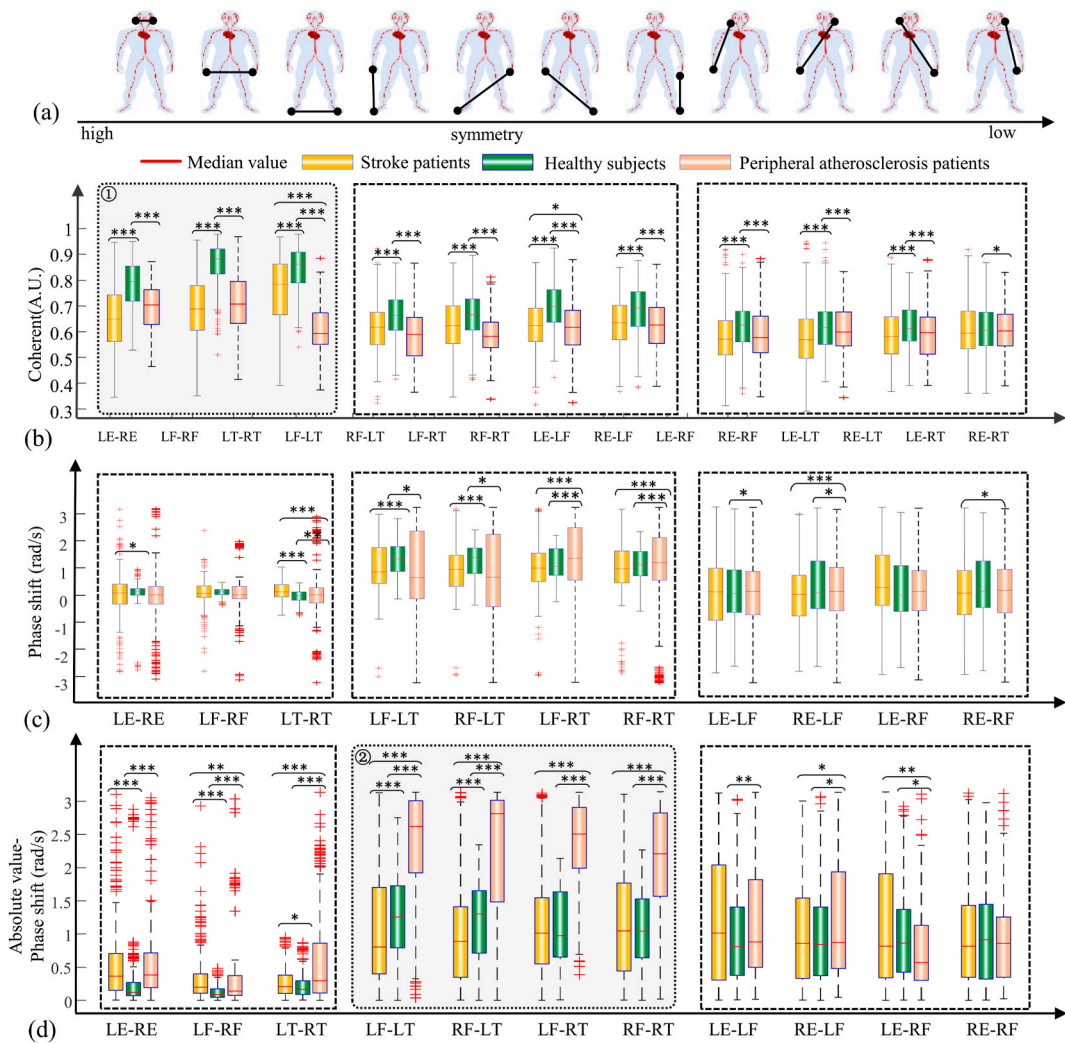 (a)
high symmetry low
Median value Stroke patients Healthy subjects Peripheral atherosclerosis patients
①
*** *** *** *** *** *** ***
*** *** *** *** * *** *** *** ***
*** *** *** *** *** *** *
Coherent(A.U.)
1
0.9
0.8
0.7
0.6
0.5
0.4
0.3
(b)
LE-RE LF-RF LT-RT LF-LT RF-LT LF-RT RF-RT LE-LF RE-LF LE-RF RE-RF LE-LT RE-LT LE-RT RE-RT
* *** *** **
*** * *** * *** *** *** ***
* *** * *
Phase shift (rad/s)
3
2
1
0
-1
-2
-3
(c)
LE-RE LF-RF LT-RT LF-LT RF-LT LF-RT RF-RT LE-LF RE-LF LE-RF RE-RF
*** *** ** *** *** *** *** *
②
*** *** *** *** *** *** *** *** *** ***
** * * ** *
Absolute value-
Phase shift (rad/s)
3
2.5
2
1.5
1
0.5
0
(d)
LE-RE LF-RF LT-RT LF-LT RF-LT LF-RT RF-RT LE-LF RE-LF LE-RF RE-RF